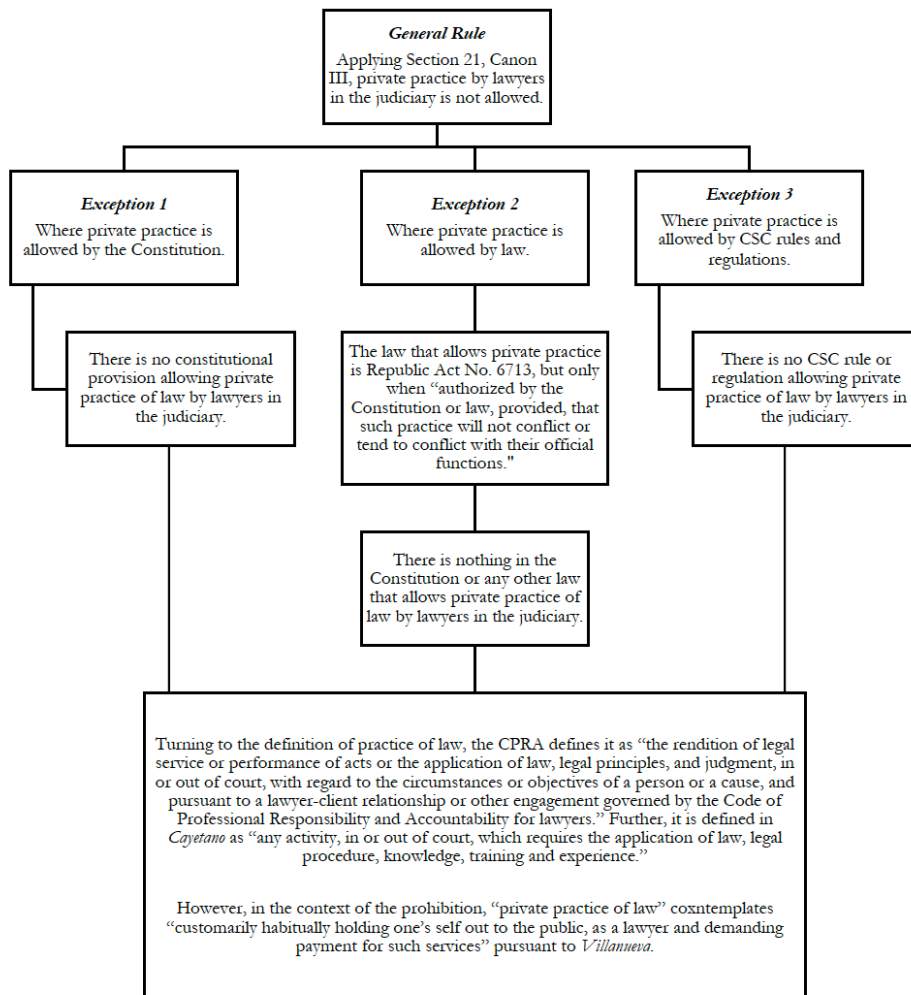 General Rule
Applying Section 21, Canon
III, private practice by lawyers
in the judiciary is not allowed.
Exception 1
Where private practice is
allowed by the Constitution.
Exception 2
Where private practice is
allowed by law.
Exception 3
Where private practice is
allowed by CSC rules and
regulations.
There is no constitutional
provision allowing private
practice of law by lawyers in
the judiciary.
The law that allows private
practice is Republic Act No. 6713,
but only when “authorized by the
Constitution or law, provided, that
such practice will not conflict or
tend to conflict with their official
functions."
There is no CSC rule or
regulation allowing private
practice of law by lawyers in
the judiciary.
There is nothing in the
Constitution or any other law
that allows private practice of
law by lawyers in the judiciary.
Turning to the definition of practice of law, the CPRA defines it as “the rendition of legal
service or performance of acts or the application of law, legal principles, and judgment, in
or out of court, with regard to the circumstances or objectives of a person or a cause, and
pursuant to a lawyer-client relationship or other engagement governed by the Code of
Professional Responsibility and Accountability for lawyers.” Further, it is defined in
Cayetano as “any activity, in or out of court, which requires the application of law, legal
procedure, knowledge, training and experience.”
However, in the context of the prohibition, “private practice of law” coxntemplates
“customarily habitually holding one’s self out to the public, as a lawyer and demanding
payment for such services” pursuant to Villanueva.